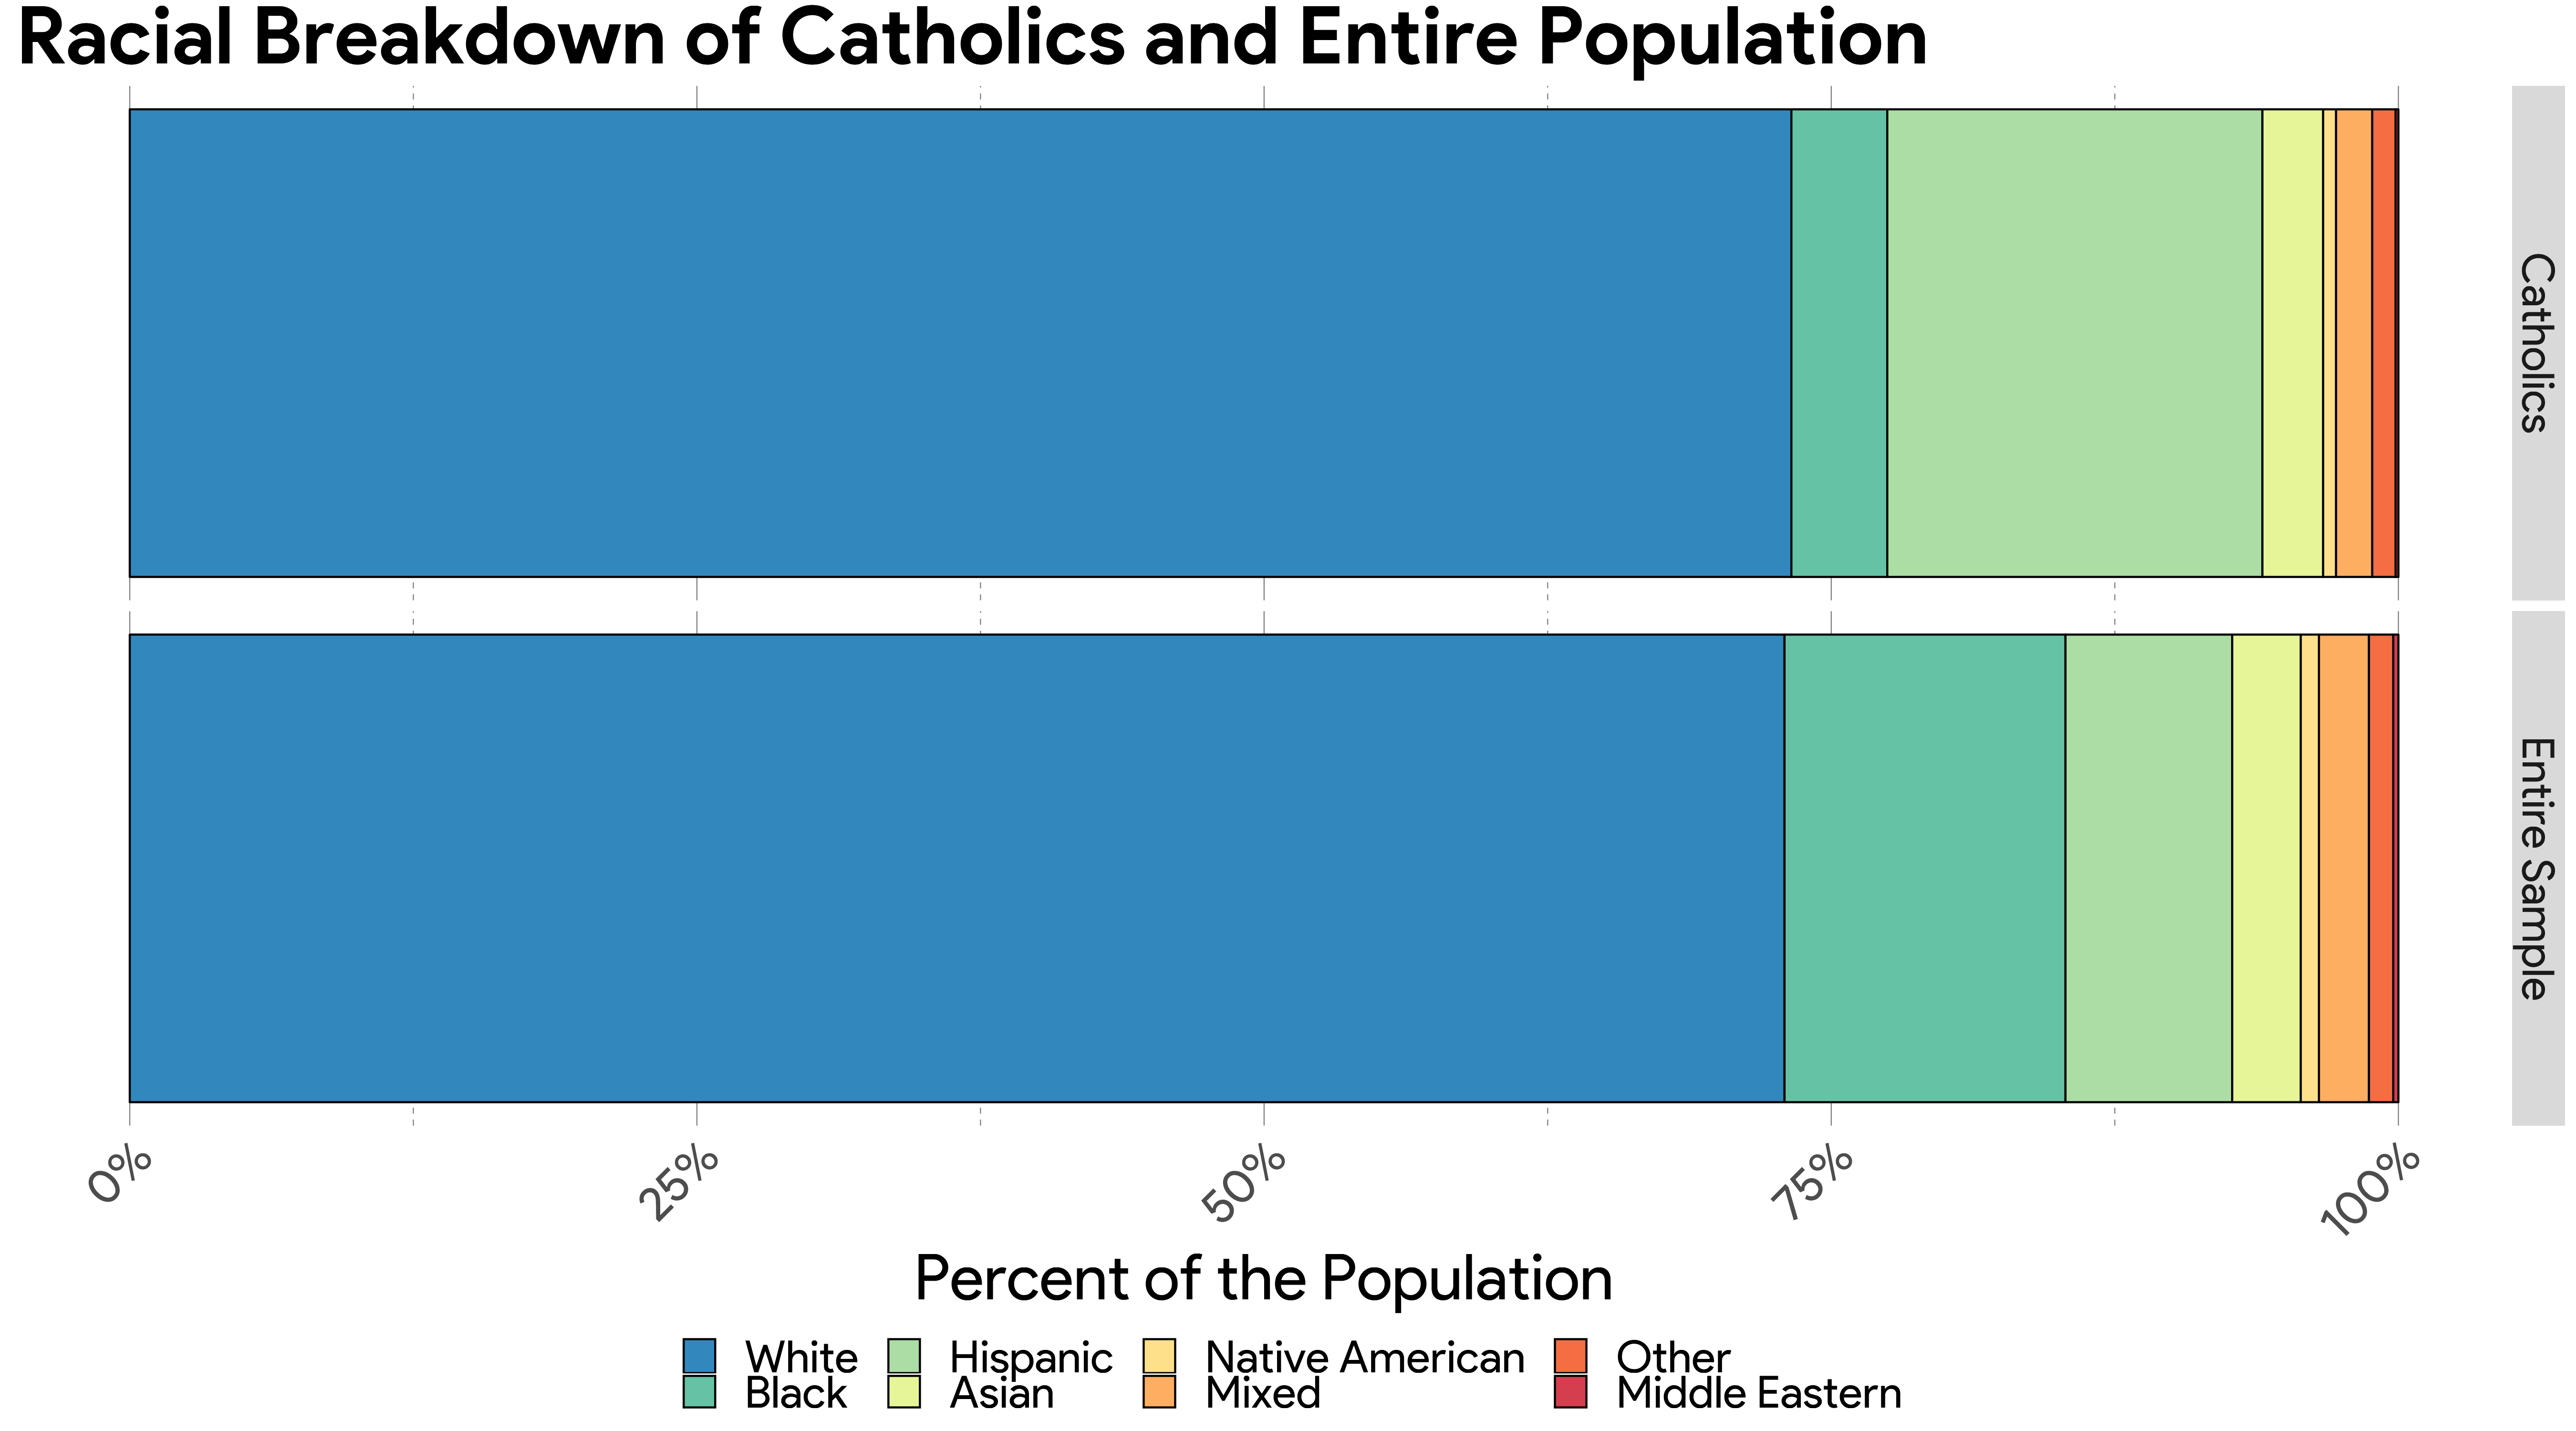 Racial Breakdown of Catholics and Entire Population
Catholics
Entire Sample
0%
25%
50%
75%
100%
Percent of the Population
White
Black
Hispanic
Asian
Native American
Mixed
Other
Middle Eastern